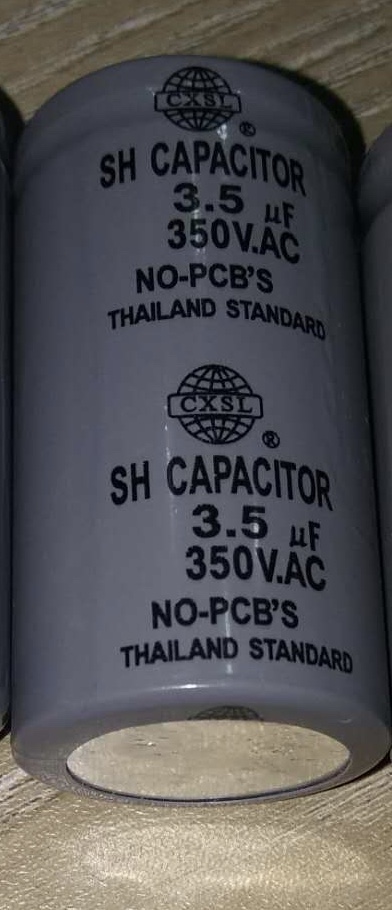 CXSL
®
SH CAPACITOR
3.5 µF
350V.AC
NO-PCB'S
THAILAND STANDARD
CXSL
®
SH CAPACITOR
3.5 µF
350V.AC
NO-PCB'S
THAILAND STANDARD